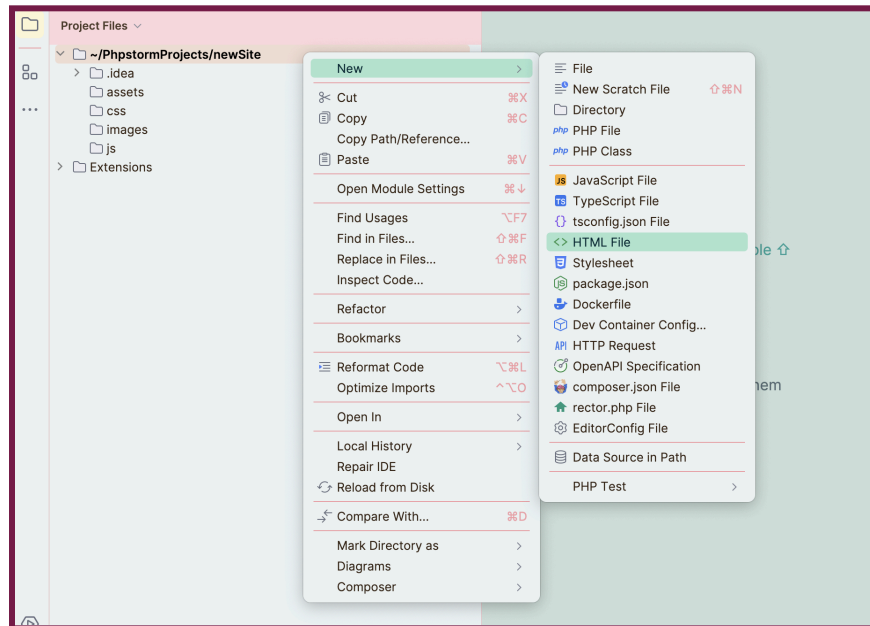 Project Files
~/PhpstormProjects/newSite
.idea
assets
css
images
js
Extensions
New
Cut ⌘X
Copy ⌘C
Copy Path/Reference...
Paste ⌘V
Open Module Settings ⌘↓
Find Usages ⌥F7
Find in Files... ⇧⌘F
Replace in Files... ⇧⌘R
Inspect Code...
Refactor
Bookmarks
Reformat Code ⌥⌘L
Optimize Imports ^⌥O
Open In
Local History
Repair IDE
Reload from Disk
Compare With... ⌘D
Mark Directory as
Diagrams
Composer
File
New Scratch File ⇧⌘N
Directory
php PHP File
php PHP Class
JS JavaScript File
TS TypeScript File
{} tsconfig.json File
<> HTML File
Stylesheet
package.json
Dockerfile
Dev Container Config...
API HTTP Request
OpenAPI Specification
composer.json File
rector.php File
EditorConfig File
Data Source in Path
PHP Test
ble ⇧
hem